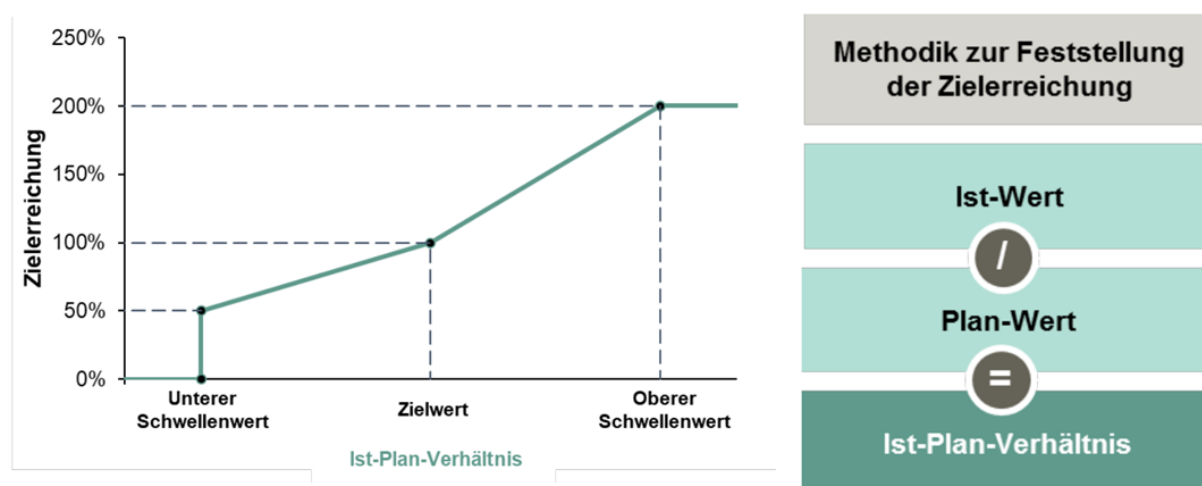 250%
200%
150%
100%
50%
0%
Zielerreichung
Unterer
Schwellenwert
Zielwert
Oberer
Schwellenwert
Ist-Plan-Verhältnis
Methodik zur Feststellung
der Zielerreichung
Ist-Wert
/
Plan-Wert
=
Ist-Plan-Verhältnis